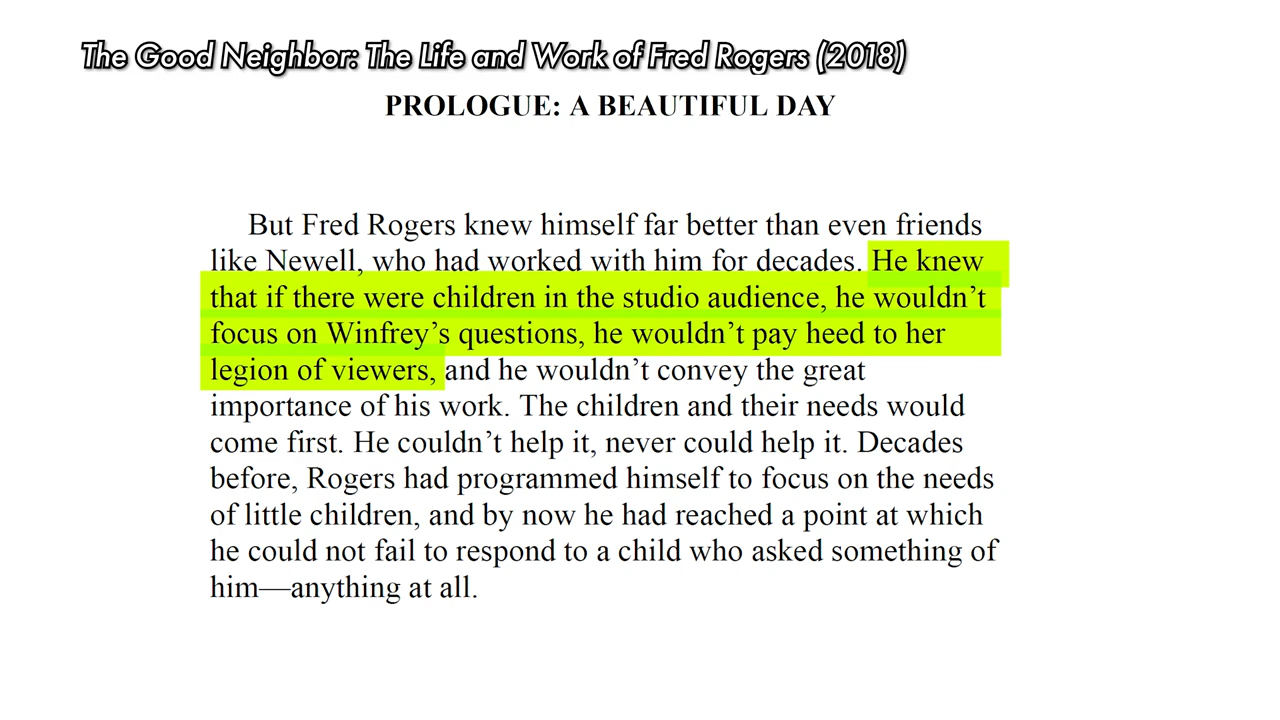 The Good Neighbor: The Life and Work of Fred Rogers (2018)
PROLOGUE: A BEAUTIFUL DAY
But Fred Rogers knew himself far better than even friends
like Newell, who had worked with him for decades. He knew
that if there were children in the studio audience, he wouldn’t
focus on Winfrey’s questions, he wouldn’t pay heed to her
legion of viewers, and he wouldn’t convey the great
importance of his work. The children and their needs would
come first. He couldn’t help it, never could help it. Decades
before, Rogers had programmed himself to focus on the needs
of little children, and by now he had reached a point at which
he could not fail to respond to a child who asked something of
him—anything at all.